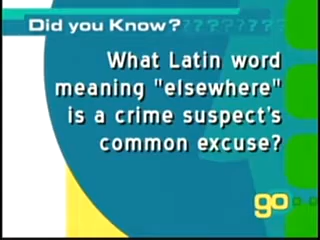 Did you Know? ???????
What Latin word
meaning "elsewhere"
is a crime suspect's
common excuse?
go